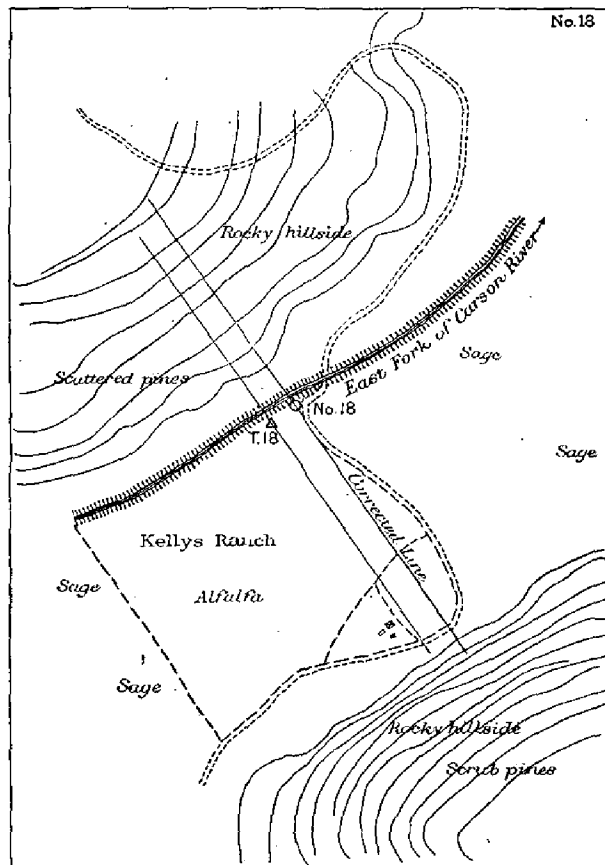 No.18
Rocky hillside
East Fork of Carson River
Sage
Scattered pines
No.18
T.18
Sage
Corrected Line
Kellys Ranch
Sage
Alfalfa
Sage
Rocky hillside
Scrub pines